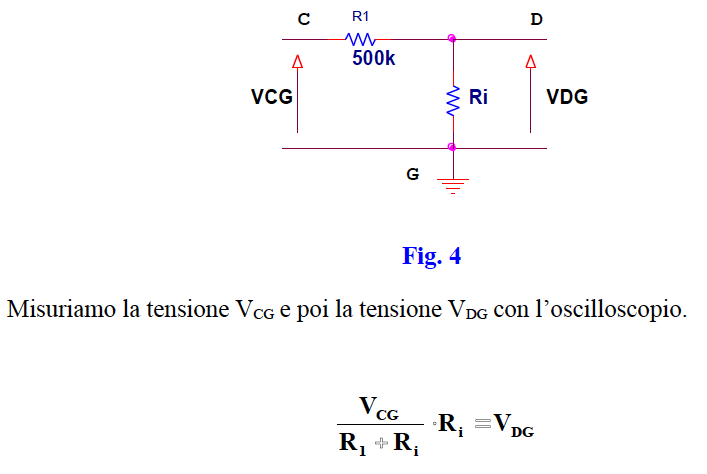 C R1 D
500k
VCG Ri VDG
G
Fig. 4
Misuriamo la tensione VCG e poi la tensione VDG con l’oscilloscopio.
VCG
R1 + Ri
·Ri = VDG